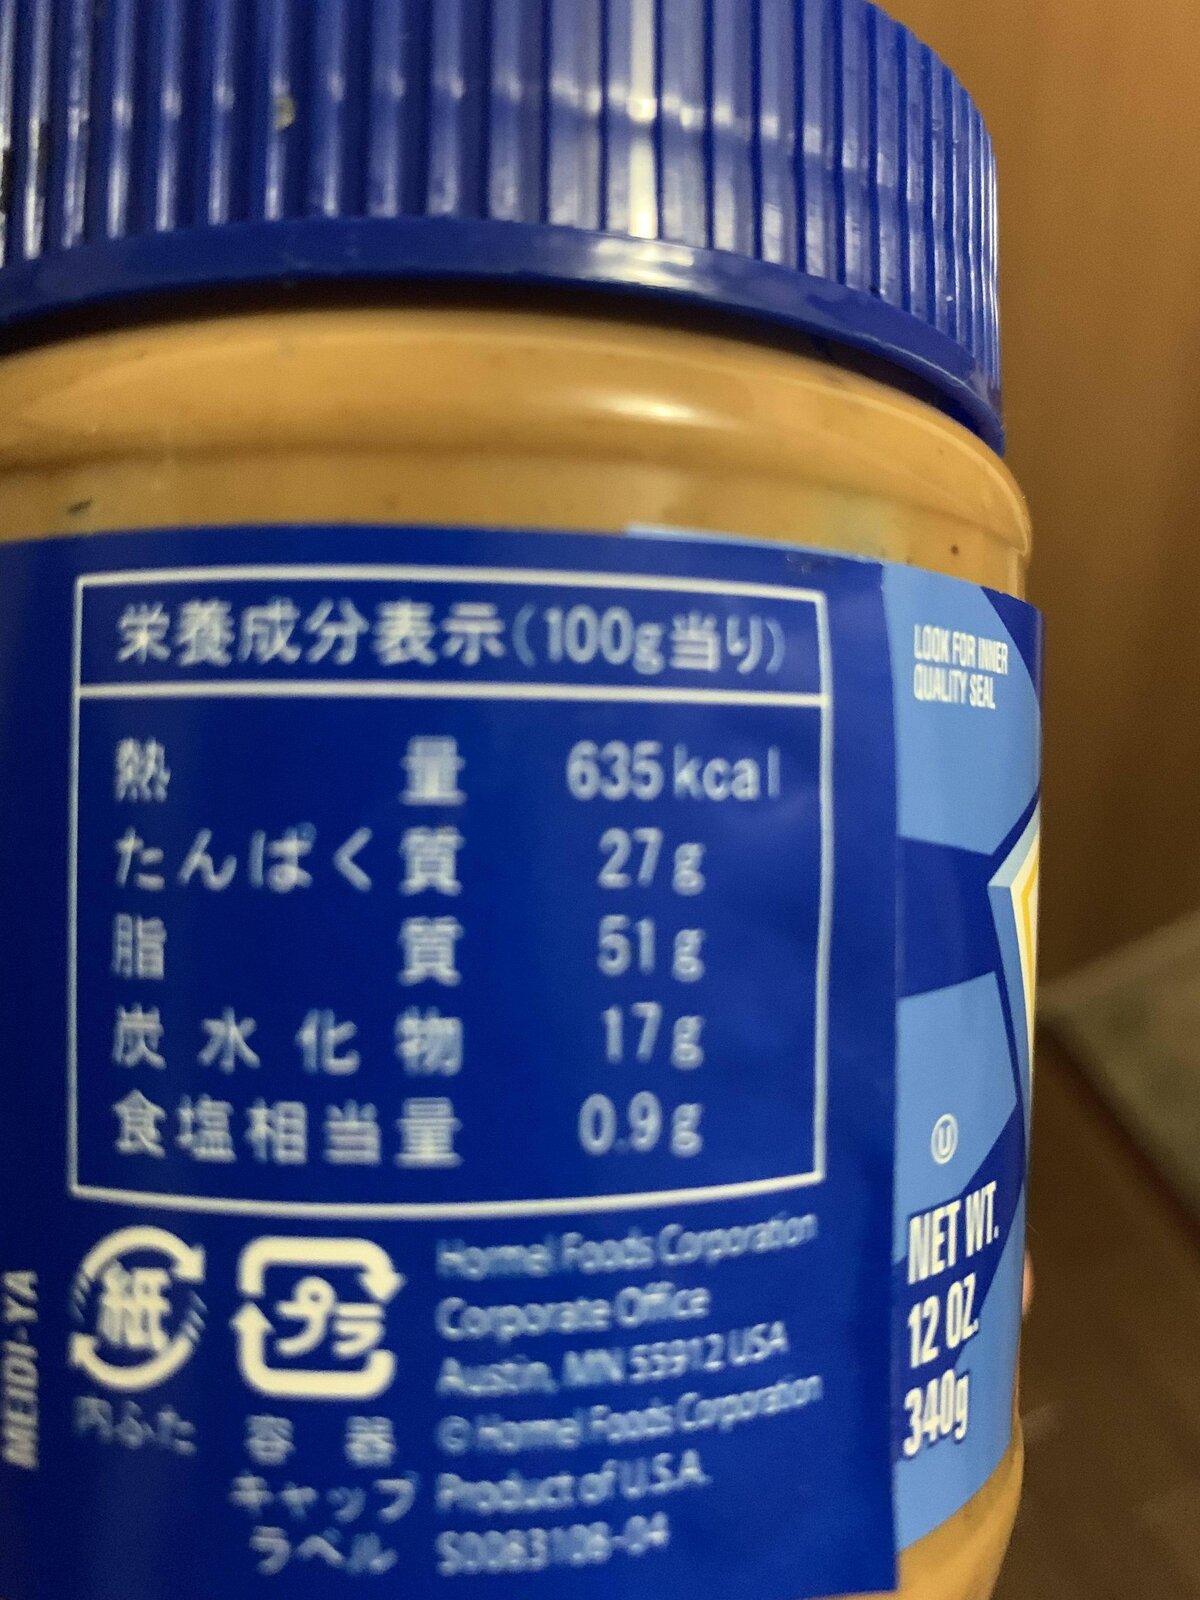 栄養成分表示(100g当り)
熱量 635kcal
たんぱく質 27g
脂質 51g
炭水化物 17g
食塩相当量 0.9g
紙
内ふた
プラ
容器
キャップ
ラベル
Hormel Foods Corporation
Corporate Office
Austin, MN 55912 USA
© Hormel Foods Corporation
Product of U.S.A.
S0083108-04
MEIDI-YA
LOOK FOR INNER
QUALITY SEAL
U
NET WT.
12 OZ.
340g